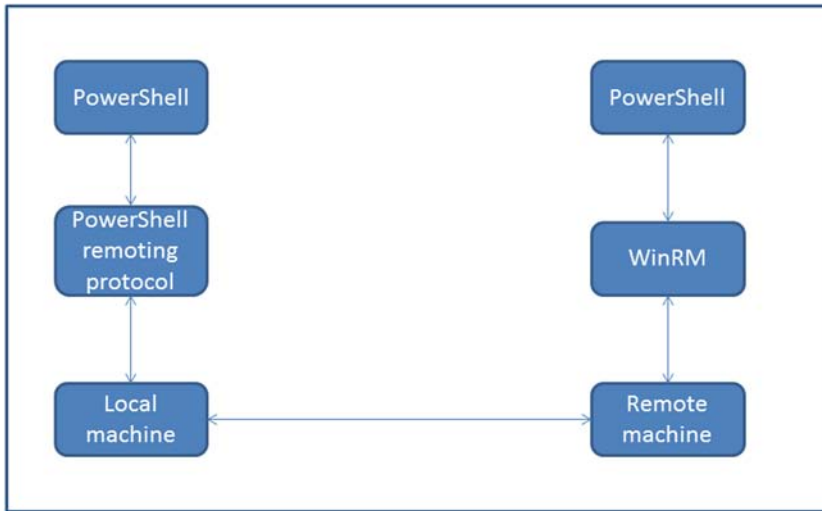 PowerShell
PowerShell
PowerShell
remoting
protocol
WinRM
Local
machine
Remote
machine